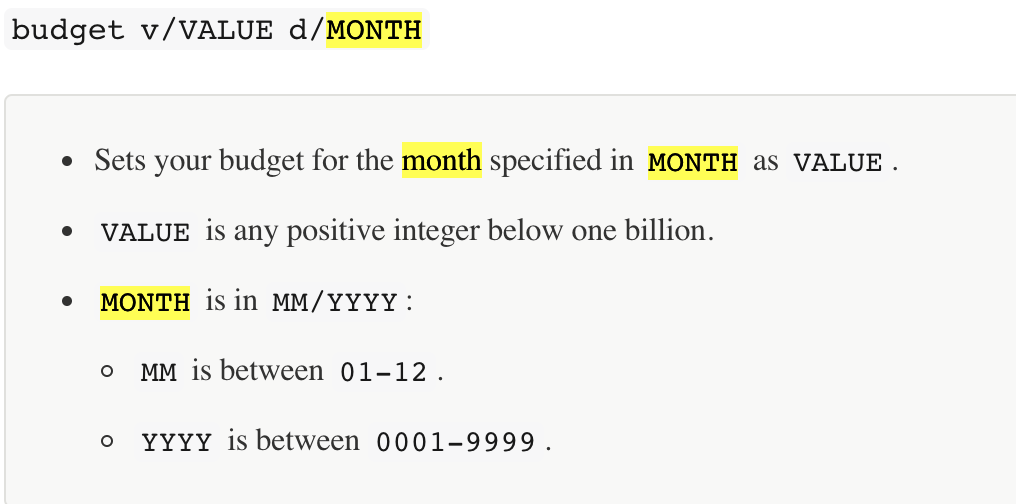 budget v/VALUE d/MONTH
Sets your budget for the month specified in MONTH as VALUE .
VALUE is any positive integer below one billion.
MONTH is in MM/YYYY :
MM is between 01-12 .
YYYY is between 0001-9999 .